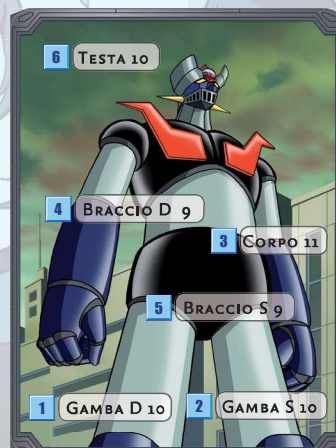 6 TESTA 10
4 BRACCIO D 9
3 CORPO 11
5 BRACCIO S 9
1 GAMBA D 10
2 GAMBA S 10